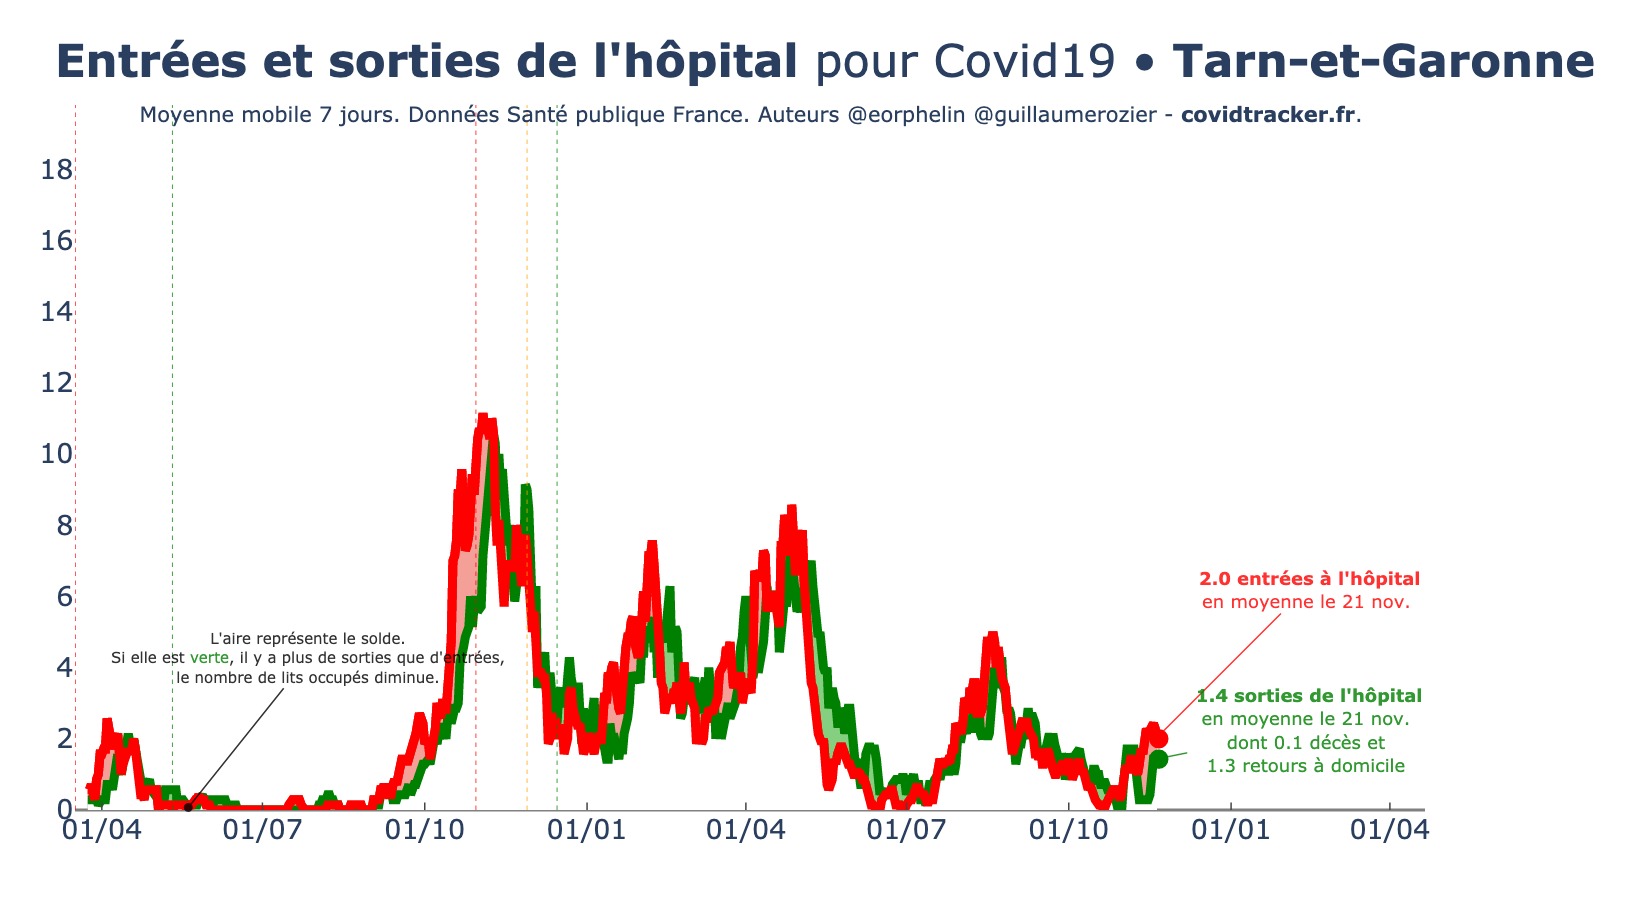 Entrées et sorties de l'hôpital pour Covid19 • Tarn-et-Garonne
Moyenne mobile 7 jours. Données Santé publique France. Auteurs @eorphelin @guillaumerozier - covidtracker.fr.
18
16
14
12
10
8
6
4
2
0
L'aire représente le solde.
Si elle est verte, il y a plus de sorties que d'entrées,
le nombre de lits occupés diminue.
2.0 entrées à l'hôpital
en moyenne le 21 nov.
1.4 sorties de l'hôpital
en moyenne le 21 nov.
dont 0.1 décès et
1.3 retours à domicile
01/04 01/07 01/10 01/01 01/04 01/07 01/10 01/01 01/04